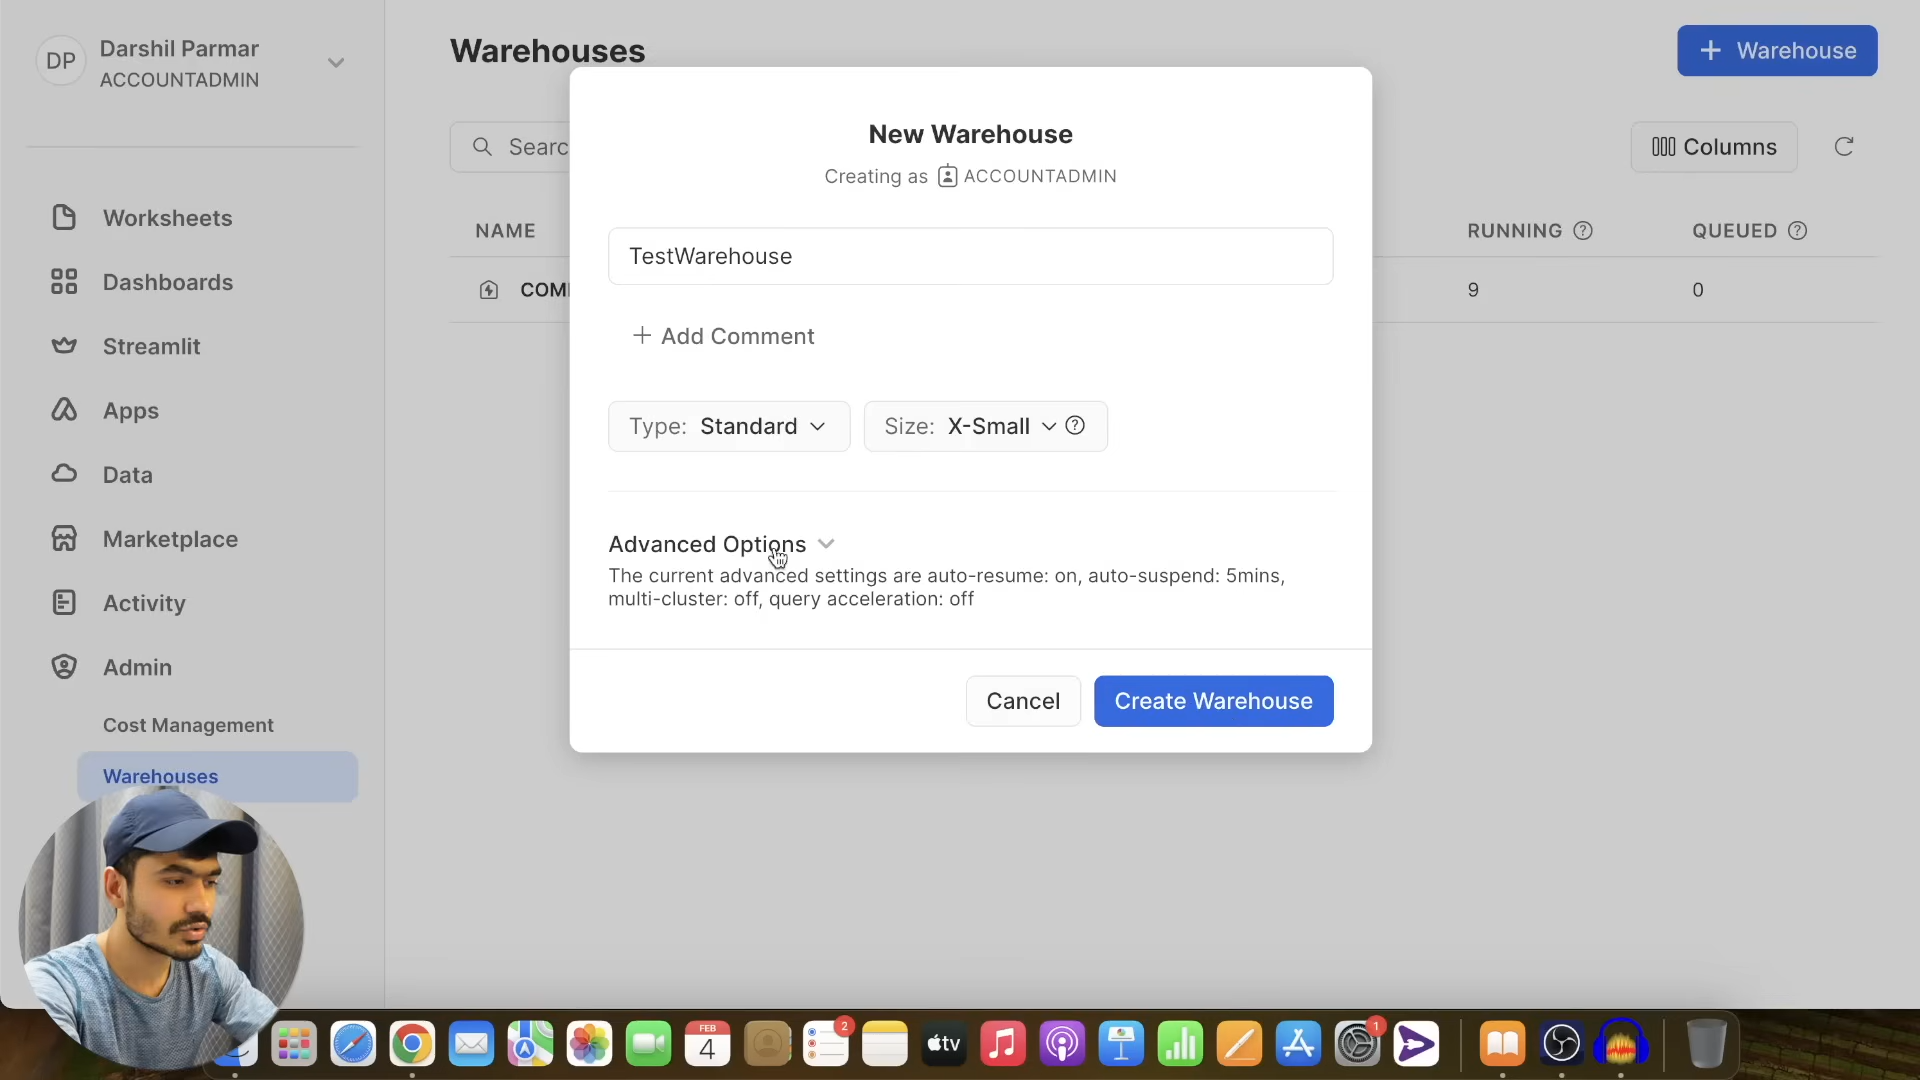 DP
Darshil Parmar
ACCOUNTADMIN
Worksheets
Dashboards
Streamlit
Apps
Data
Marketplace
Activity
Admin
Cost Management
Warehouses
Warehouses
+ Warehouse
Searc
Columns
NAME
RUNNING ?
QUEUED ?
COM
9
0
New Warehouse
Creating as ACCOUNTADMIN
TestWarehouse
+ Add Comment
Type: Standard
Size: X-Small ?
Advanced Options
The current advanced settings are auto-resume: on, auto-suspend: 5mins,
multi-cluster: off, query acceleration: off
Cancel
Create Warehouse
FEB
4
2
tv
1